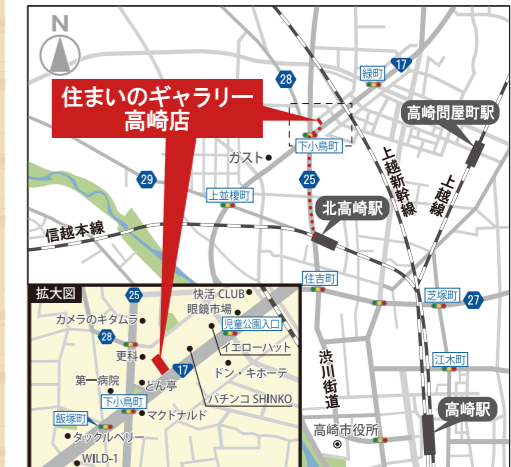 N
住まいのギャラリー
高崎店
28
緑町
17
高崎問屋町駅
下小鳥町
ガスト
上越新幹線
上越線
29
25
上並榎町
北高崎駅
信越本線
住吉町
芝塚町
27
渋川街道
江木町
高崎駅
高崎市役所
拡大図
25
快活 CLUB
眼鏡市場
カメラのキタムラ
児童公園入口
28
イエローハット
更科
17
ドン・キホーテ
第一病院
どん亭
パチンコ SHINKO
下小鳥町
マクドナルド
飯塚町
タックルベリー
WILD-1